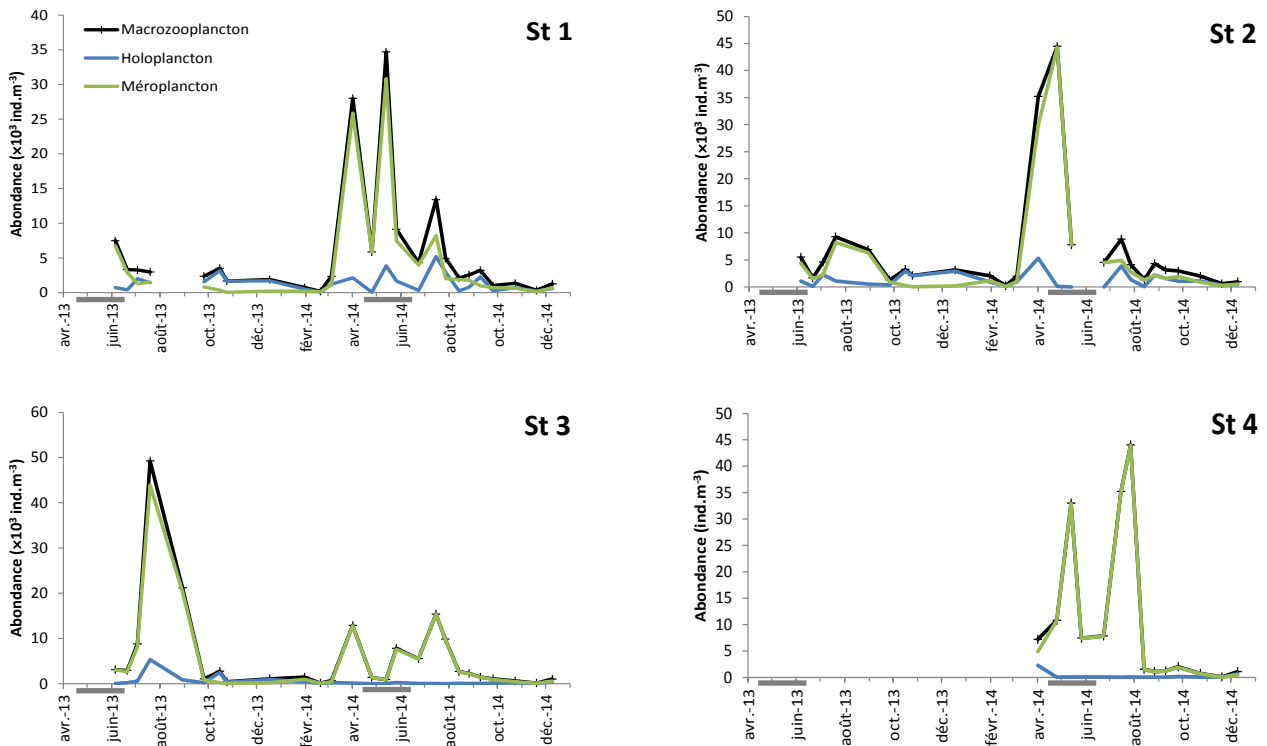 St 1
Macrozooplancton
Holoplancton
Méroplancton
Abondance (×10³ ind.m⁻³)
40
35
30
25
20
15
10
5
0
avr.-13
juin-13
août-13
oct.-13
déc.-13
févr.-14
avr.-14
juin-14
août-14
oct.-14
déc.-14
St 2
Abondance (×10³ ind.m⁻³)
50
45
40
35
30
25
20
15
10
5
0
avr.-13
juin-13
août-13
oct.-13
déc.-13
févr.-14
avr.-14
juin-14
août-14
oct.-14
déc.-14
St 3
Abondance (×10³ ind.m⁻³)
60
50
40
30
20
10
0
avr.-13
juin-13
août-13
oct.-13
déc.-13
févr.-14
avr.-14
juin-14
août-14
oct.-14
déc.-14
St 4
Abondance (ind.m⁻³)
50
45
40
35
30
25
20
15
10
5
0
avr.-13
juin-13
août-13
oct.-13
déc.-13
févr.-14
avr.-14
juin-14
août-14
oct.-14
déc.-14